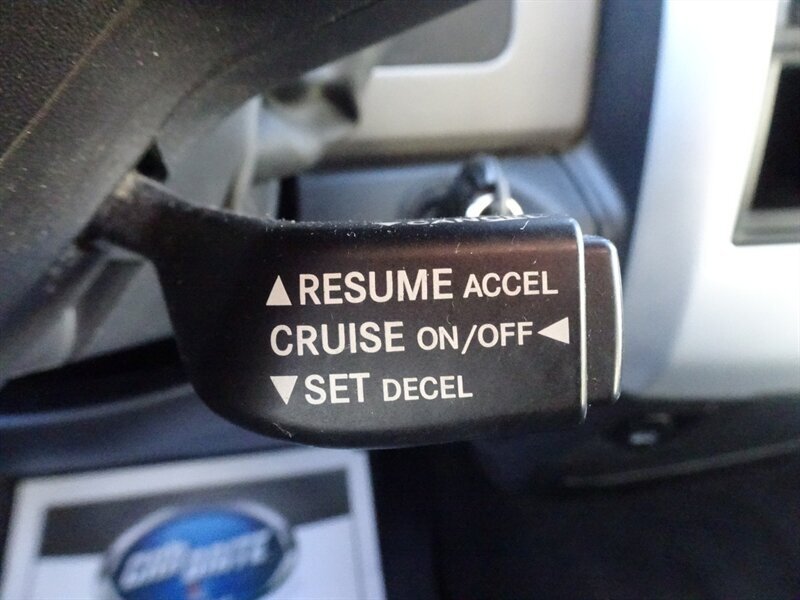 ▲RESUME ACCEL
CRUISE ON/OFF◄
▼SET DECEL